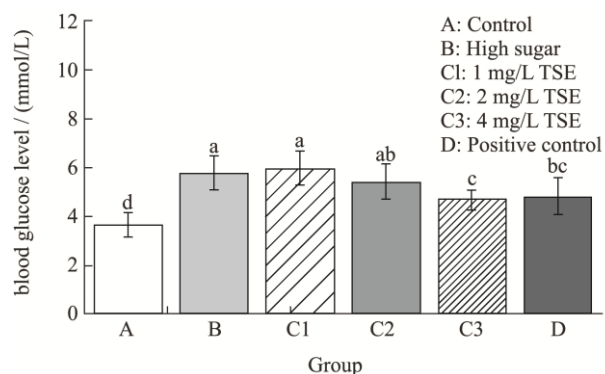 blood glucose level / (mmol/L)
12
10
8
6
4
2
0
A: Control
B: High sugar
Cl: 1 mg/L TSE
C2: 2 mg/L TSE
C3: 4 mg/L TSE
D: Positive control
d
a
a
ab
c
bc
A B C1 C2 C3 D
Group